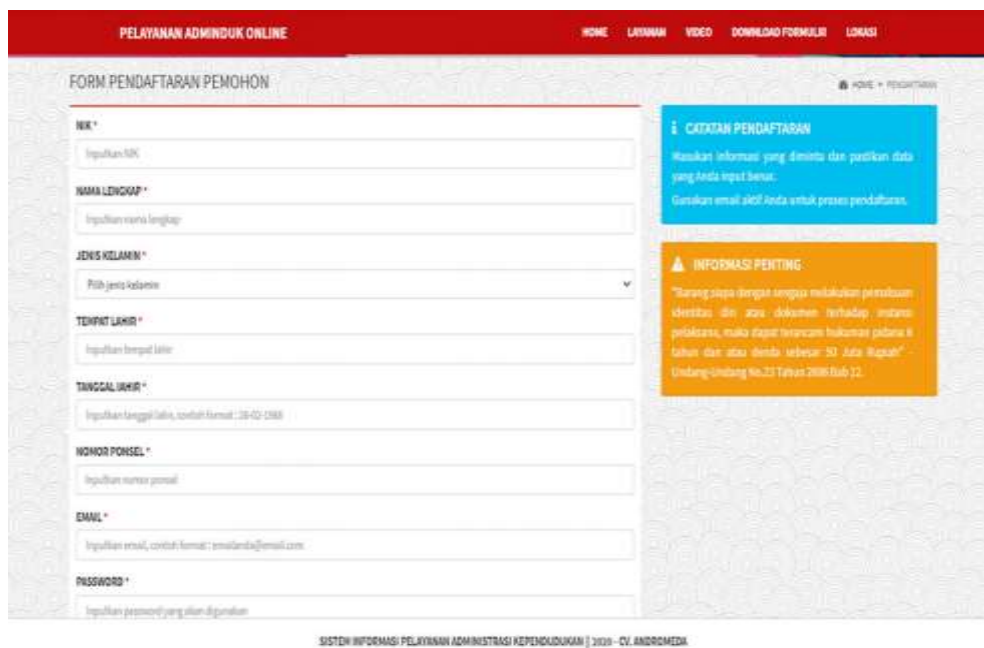 PELAYANAN ADMINDUK ONLINE
HOME LAYANAN VIDEO DOWNLOAD FORMULIR LOKASI
FORM PENDAFTARAN PEMOHON
HOME PENDAFTARAN
NIK *
Inputkan NIK
NAMA LENGKAP *
Inputkan nama lengkap
JENIS KELAMIN *
Pilih jenis kelamin
TEMPAT LAHIR *
Inputkan tempat lahir
TANGGAL LAHIR *
Inputkan tanggal lahir, contoh format :
NOMOR PONSEL *
Inputkan nomor ponsel
EMAIL *
Inputkan email, contoh format : emailanda@email.com
PASSWORD *
Inputkan password yang akan digunakan
CATATAN PENDAFTARAN
Masukan informasi yang diminta dan pastikan data
yang Anda input benar.
Gunakan email aktif Anda untuk proses pendaftaran.
INFORMASI PENTING
"Barang siapa dengan sengaja melakukan pemalsuan
identitas diri atau dokumen terhadap instansi
pelaksana, maka dapat terancam hukuman pidana 6
tahun dan atau denda sebesar 50 Juta Rupiah" -
Undang-Undang No.23 Tahun 2006 Bab 12.
SISTEM INFORMASI PELAYANAN ADMINISTRASI KEPENDUDUKAN | 2020 - CV. ANDROMEDA